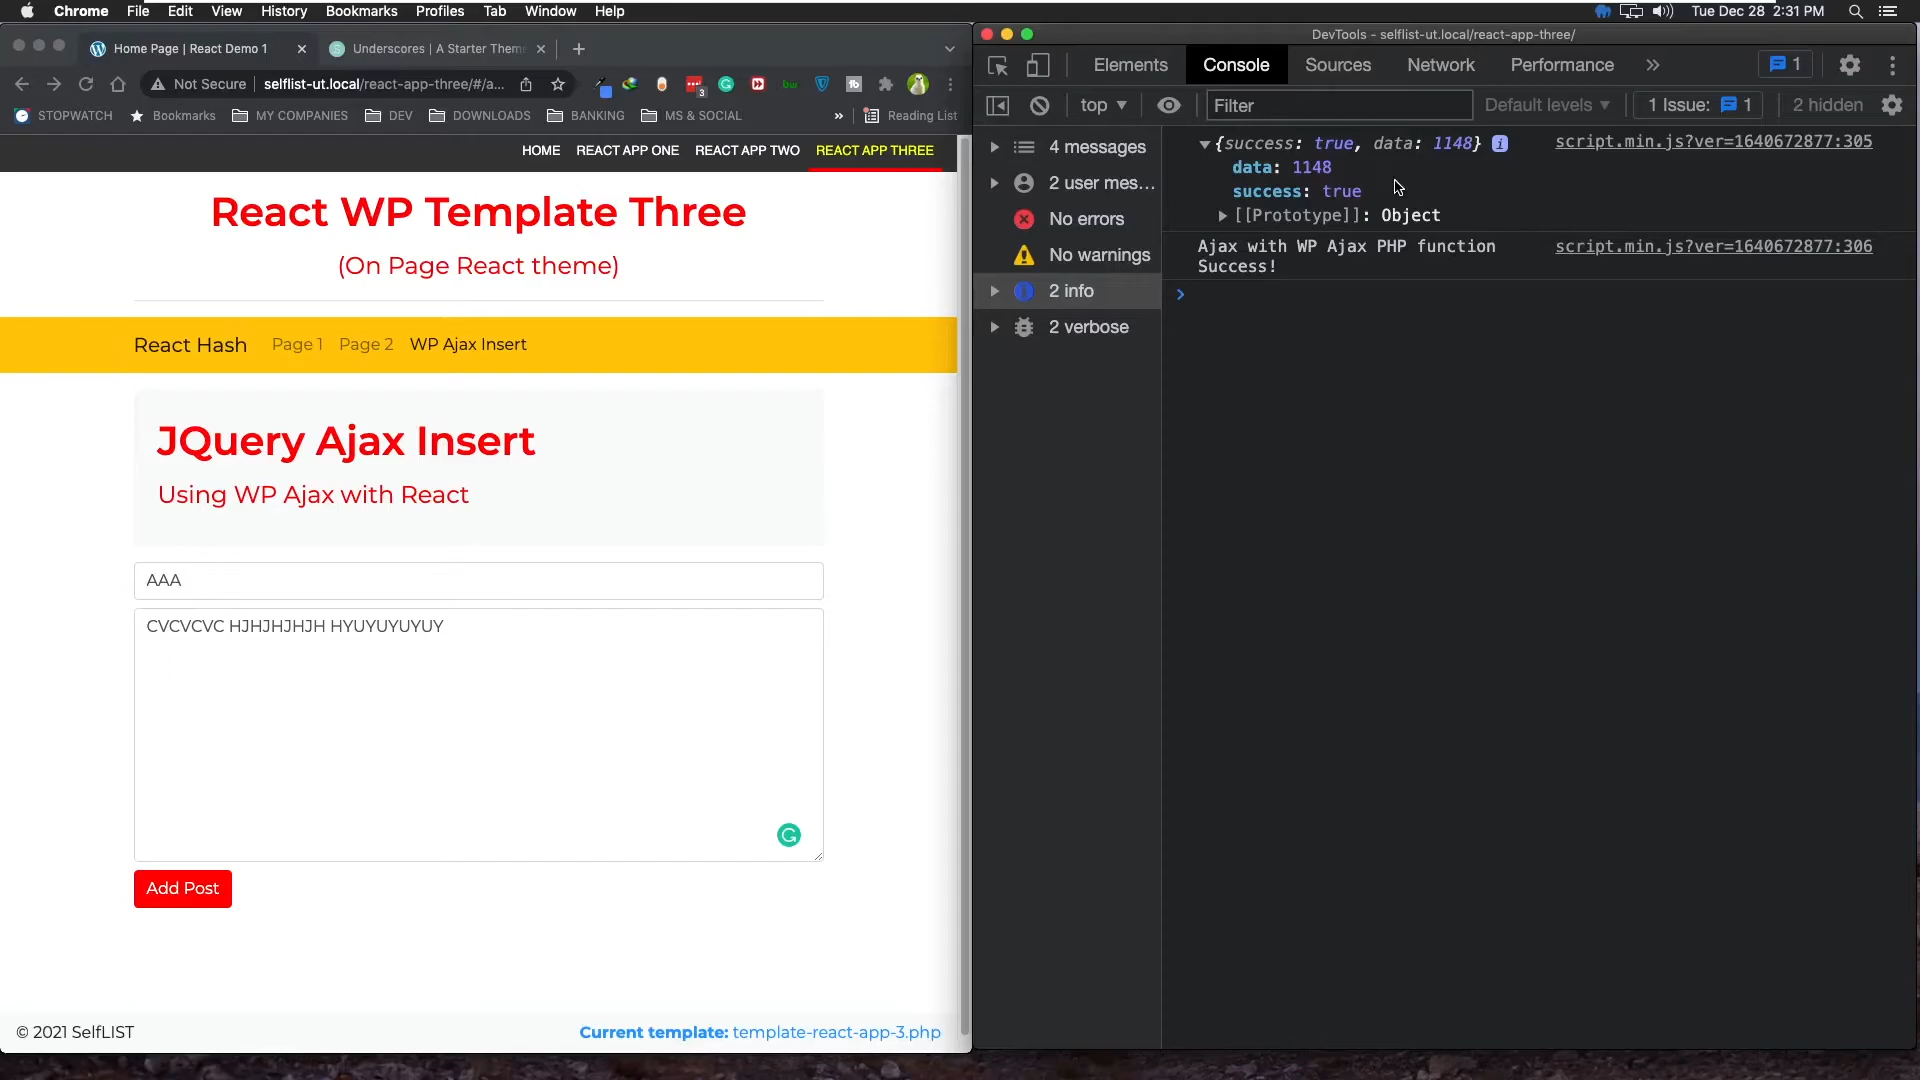 Chrome File Edit View History Bookmarks Profiles Tab Window Help
Tue Dec 28 2:31 PM
Home Page | React Demo 1
Underscores | A Starter Them
Not Secure
selflist-ut.local/react-app-three/#/a...
3
STOPWATCH
Bookmarks
MY COMPANIES
DEV
DOWNLOADS
BANKING
MS & SOCIAL
»
Reading List
HOME REACT APP ONE REACT APP TWO REACT APP THREE
React WP Template Three
(On Page React theme)
React Hash Page 1 Page 2 WP Ajax Insert
JQuery Ajax Insert
Using WP Ajax with React
AAA
CVCVCVC HJHJHJHJH HYUYUYUYUY
Add Post
© 2021 SelfLIST
Current template: template-react-app-3.php
DevTools - selflist-ut.local/react-app-three/
Elements Console Sources Network Performance » 1
top Filter Default levels 1 Issue: 1 2 hidden
4 messages
2 user mes...
No errors
No warnings
2 info
2 verbose
{success: true, data: 1148} i script.min.js?ver=1640672877:305
data: 1148
success: true
[[Prototype]]: Object
Ajax with WP Ajax PHP function script.min.js?ver=1640672877:306
Success!